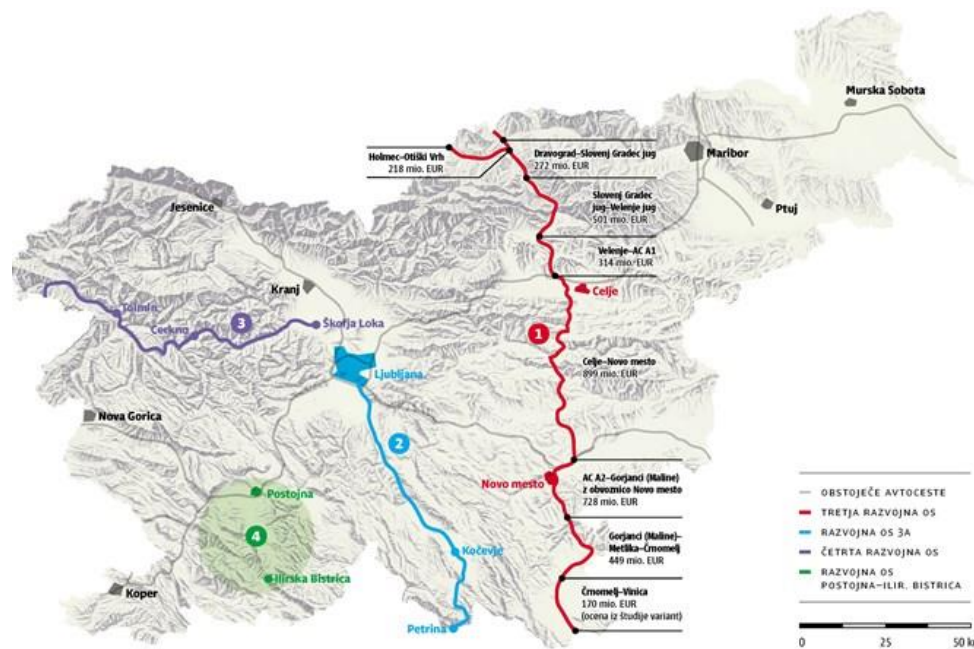 Murska Sobota
Holmec–Otiški Vrh
218 mio. EUR
Dravograd–Slovenj Gradec jug
272 mio. EUR
Maribor
Slovenj Gradec
jug–Velenje jug
501 mio. EUR
Ptuj
Jesenice
Velenje–AC A1
314 mio. EUR
Kranj
Celje
Tolmin
3
Škofja Loka
Cerkno
1
Ljubljana
Celje–Novo mesto
899 mio. EUR
Nova Gorica
2
Novo mesto
AC A2–Gorjanci (Maline)
z obvoznico Novo mesto
728 mio. EUR
Postojna
4
Kočevje
Gorjanci (Maline)–
Metlika–Črnomelj
449 mio. EUR
Ilirska Bistrica
Koper
Črnomelj–Vinica
170 mio. EUR
(ocena iz študije variant)
Petrina
OBSTOJEČE AVTOCESTE
TRETJA RAZVOJNA OS
RAZVOJNA OS 3A
ČETRTA RAZVOJNA OS
RAZVOJNA OS
POSTOJNA–ILIR. BISTRICA
0 25 50 km